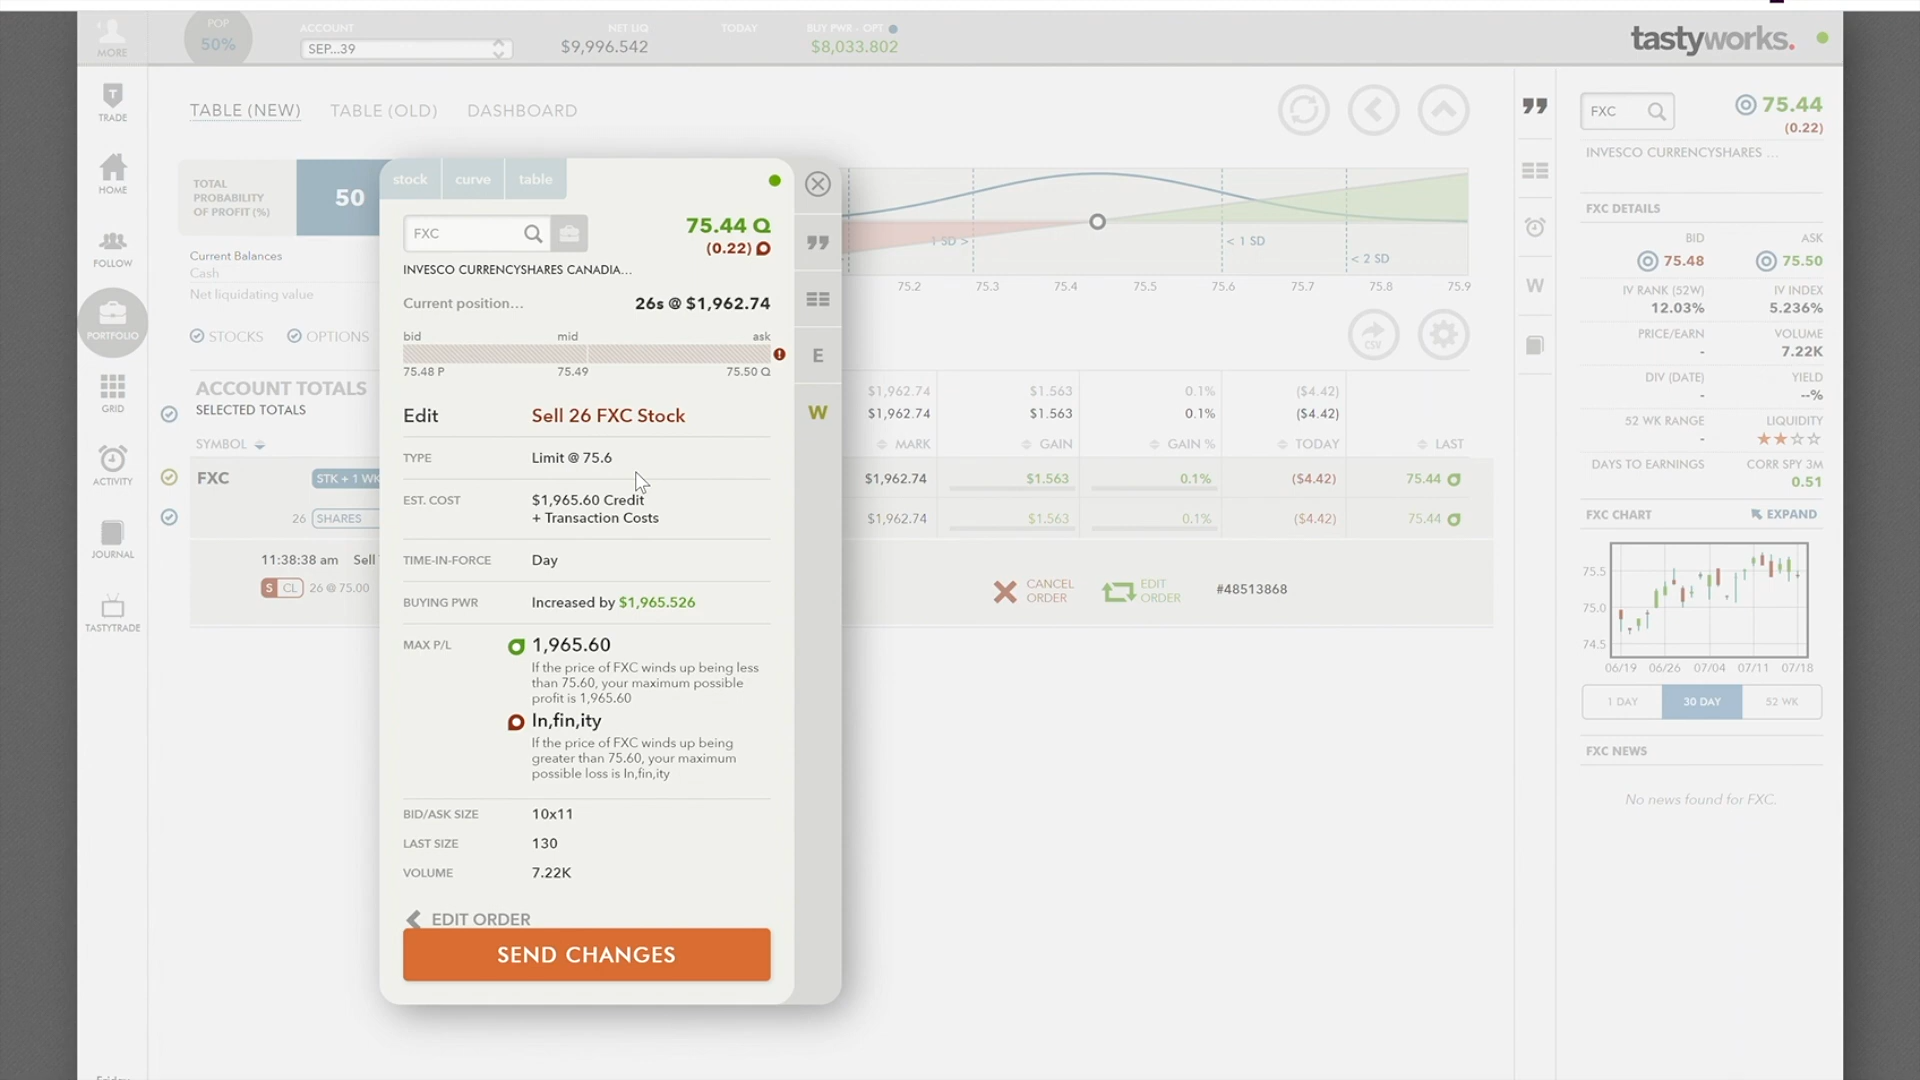 MORE
POP
50%
ACCOUNT
SEP...39
NET LIQ
$9,996.542
TODAY
BUY PWR - OPT
$8,033.802
tastyworks.
TRADE
HOME
FOLLOW
PORTFOLIO
GRID
ACTIVITY
JOURNAL
TASTYTRADE
TABLE (NEW)
TABLE (OLD)
DASHBOARD
TOTAL
PROBABILITY
OF PROFIT (%)
50
Current Balances
Cash
Net liquidating value
STOCKS
OPTIONS
ACCOUNT TOTALS
SELECTED TOTALS
SYMBOL
FXC
STK + 1 WK
26 SHARES
11:38:38 am Sell
S CL 26 @ 75.00
stock curve table
FXC
75.44 Q
(0.22)
INVESCO CURRENCYSHARES CANADIA...
Current position... 26s @ $1,962.74
bid mid ask
75.48 P 75.49 75.50 Q
Edit Sell 26 FXC Stock
TYPE Limit @ 75.6
EST. COST $1,965.60 Credit
+ Transaction Costs
TIME-IN-FORCE Day
BUYING PWR Increased by $1,965.526
MAX P/L 1,965.60
If the price of FXC winds up being less
than 75.60, your maximum possible
profit is 1,965.60
In,fin,ity
If the price of FXC winds up being
greater than 75.60, your maximum
possible loss is In,fin,ity
BID/ASK SIZE 10x11
LAST SIZE 130
VOLUME 7.22K
EDIT ORDER
SEND CHANGES
E
W
1 SD >
< 1 SD
< 2 SD
75.2 75.3 75.4 75.5 75.6 75.7 75.8 75.9
CSV
$1,962.74 $1.563 0.1% ($4.42)
$1,962.74 $1.563 0.1% ($4.42)
MARK GAIN GAIN % TODAY LAST
$1,962.74 $1.563 0.1% ($4.42) 75.44
$1,962.74 $1.563 0.1% ($4.42) 75.44
CANCEL
ORDER
EDIT
ORDER
#48513868
W
FXC
75.44
(0.22)
INVESCO CURRENCYSHARES ...
FXC DETAILS
BID ASK
75.48 75.50
IV RANK (52W) IV INDEX
12.03% 5.236%
PRICE/EARN VOLUME
- 7.22K
DIV (DATE) YIELD
- --%
52 WK RANGE LIQUIDITY
-
DAYS TO EARNINGS CORR SPY 3M
0.51
FXC CHART EXPAND
75.5
75.0
74.5
06/19 06/26 07/04 07/11 07/18
1 DAY 30 DAY 52 WK
FXC NEWS
No news found for FXC.